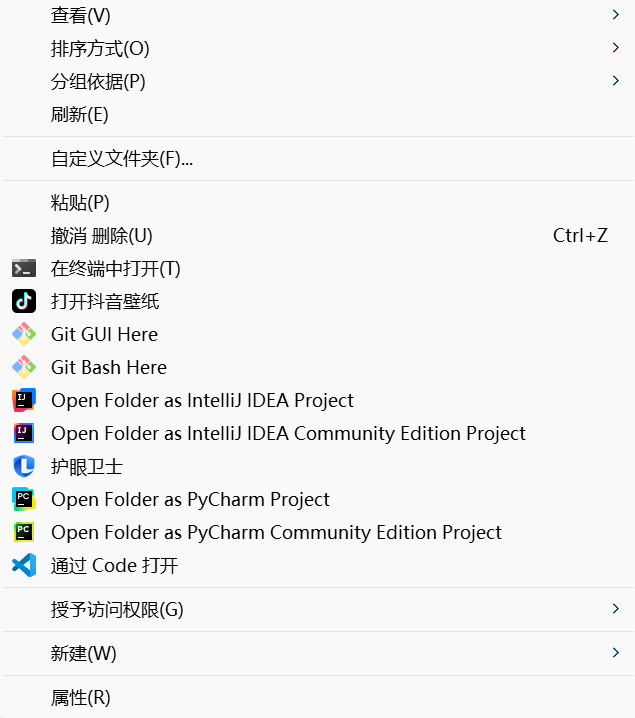 查看(V)
排序方式(O)
分组依据(P)
刷新(E)
自定义文件夹(F)...
粘贴(P)
撤消 删除(U) Ctrl+Z
在终端中打开(T)
打开抖音壁纸
Git GUI Here
Git Bash Here
IJ Open Folder as IntelliJ IDEA Project
IJ Open Folder as IntelliJ IDEA Community Edition Project
护眼卫士
PC Open Folder as PyCharm Project
PC Open Folder as PyCharm Community Edition Project
通过 Code 打开
授予访问权限(G)
新建(W)
属性(R)